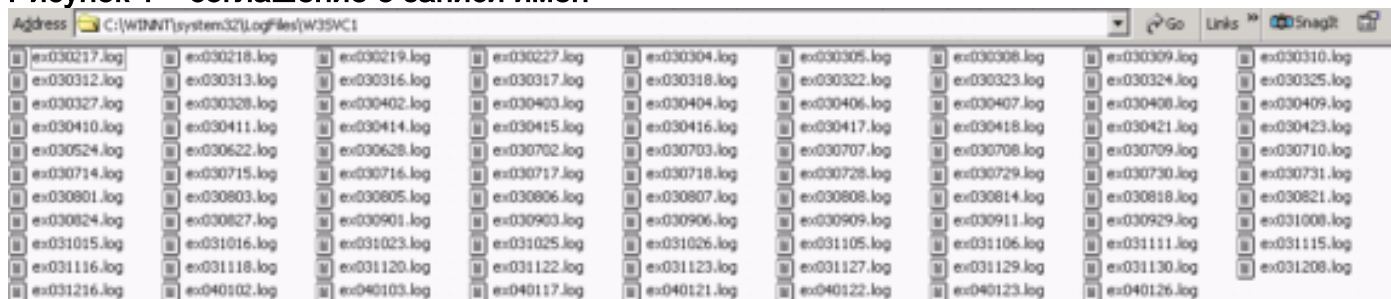 Рисунок 1 – соглашение о записи имен
Address C:\WINNT\system32\LogFiles\W3SVC1 Go Links » SnagIt
ex030217.log ex030218.log ex030219.log ex030227.log ex030304.log ex030305.log ex030308.log ex030309.log ex030310.log
ex030312.log ex030313.log ex030316.log ex030317.log ex030318.log ex030322.log ex030323.log ex030324.log ex030325.log
ex030327.log ex030328.log ex030402.log ex030403.log ex030404.log ex030406.log ex030407.log ex030408.log ex030409.log
ex030410.log ex030411.log ex030414.log ex030415.log ex030416.log ex030417.log ex030418.log ex030421.log ex030423.log
ex030524.log ex030622.log ex030628.log ex030702.log ex030703.log ex030707.log ex030708.log ex030709.log ex030710.log
ex030714.log ex030715.log ex030716.log ex030717.log ex030718.log ex030728.log ex030729.log ex030730.log ex030731.log
ex030801.log ex030803.log ex030805.log ex030806.log ex030807.log ex030808.log ex030814.log ex030818.log ex030821.log
ex030824.log ex030827.log ex030901.log ex030903.log ex030906.log ex030909.log ex030911.log ex030929.log ex031008.log
ex031015.log ex031016.log ex031023.log ex031025.log ex031026.log ex031105.log ex031106.log ex031111.log ex031115.log
ex031116.log ex031118.log ex031120.log ex031122.log ex031123.log ex031127.log ex031129.log ex031130.log ex031208.log
ex031216.log ex040102.log ex040103.log ex040117.log ex040121.log ex040122.log ex040123.log ex040126.log